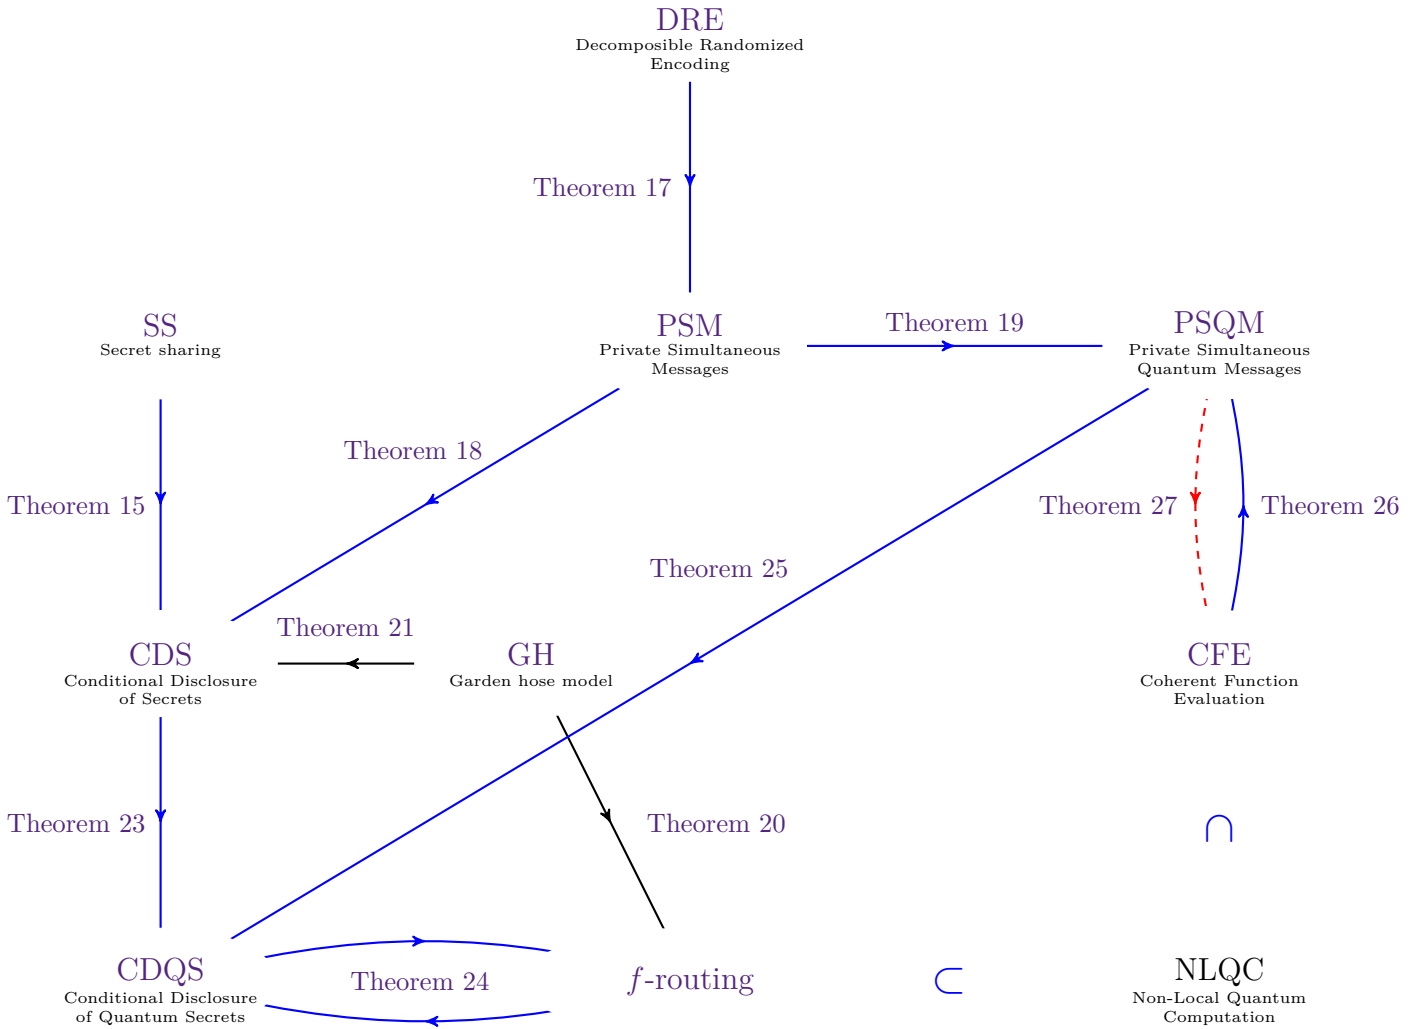 DRE
Decomposible Randomized
Encoding
Theorem 17
SS
Secret sharing
PSM
Private Simultaneous
Messages
Theorem 19
PSQM
Private Simultaneous
Quantum Messages
Theorem 18
Theorem 15
Theorem 27
Theorem 26
Theorem 25
Theorem 21
CDS
Conditional Disclosure
of Secrets
GH
Garden hose model
CFE
Coherent Function
Evaluation
Theorem 23
Theorem 20
∩
CDQS
Conditional Disclosure
of Quantum Secrets
Theorem 24
f-routing
⊂
NLQC
Non-Local Quantum
Computation